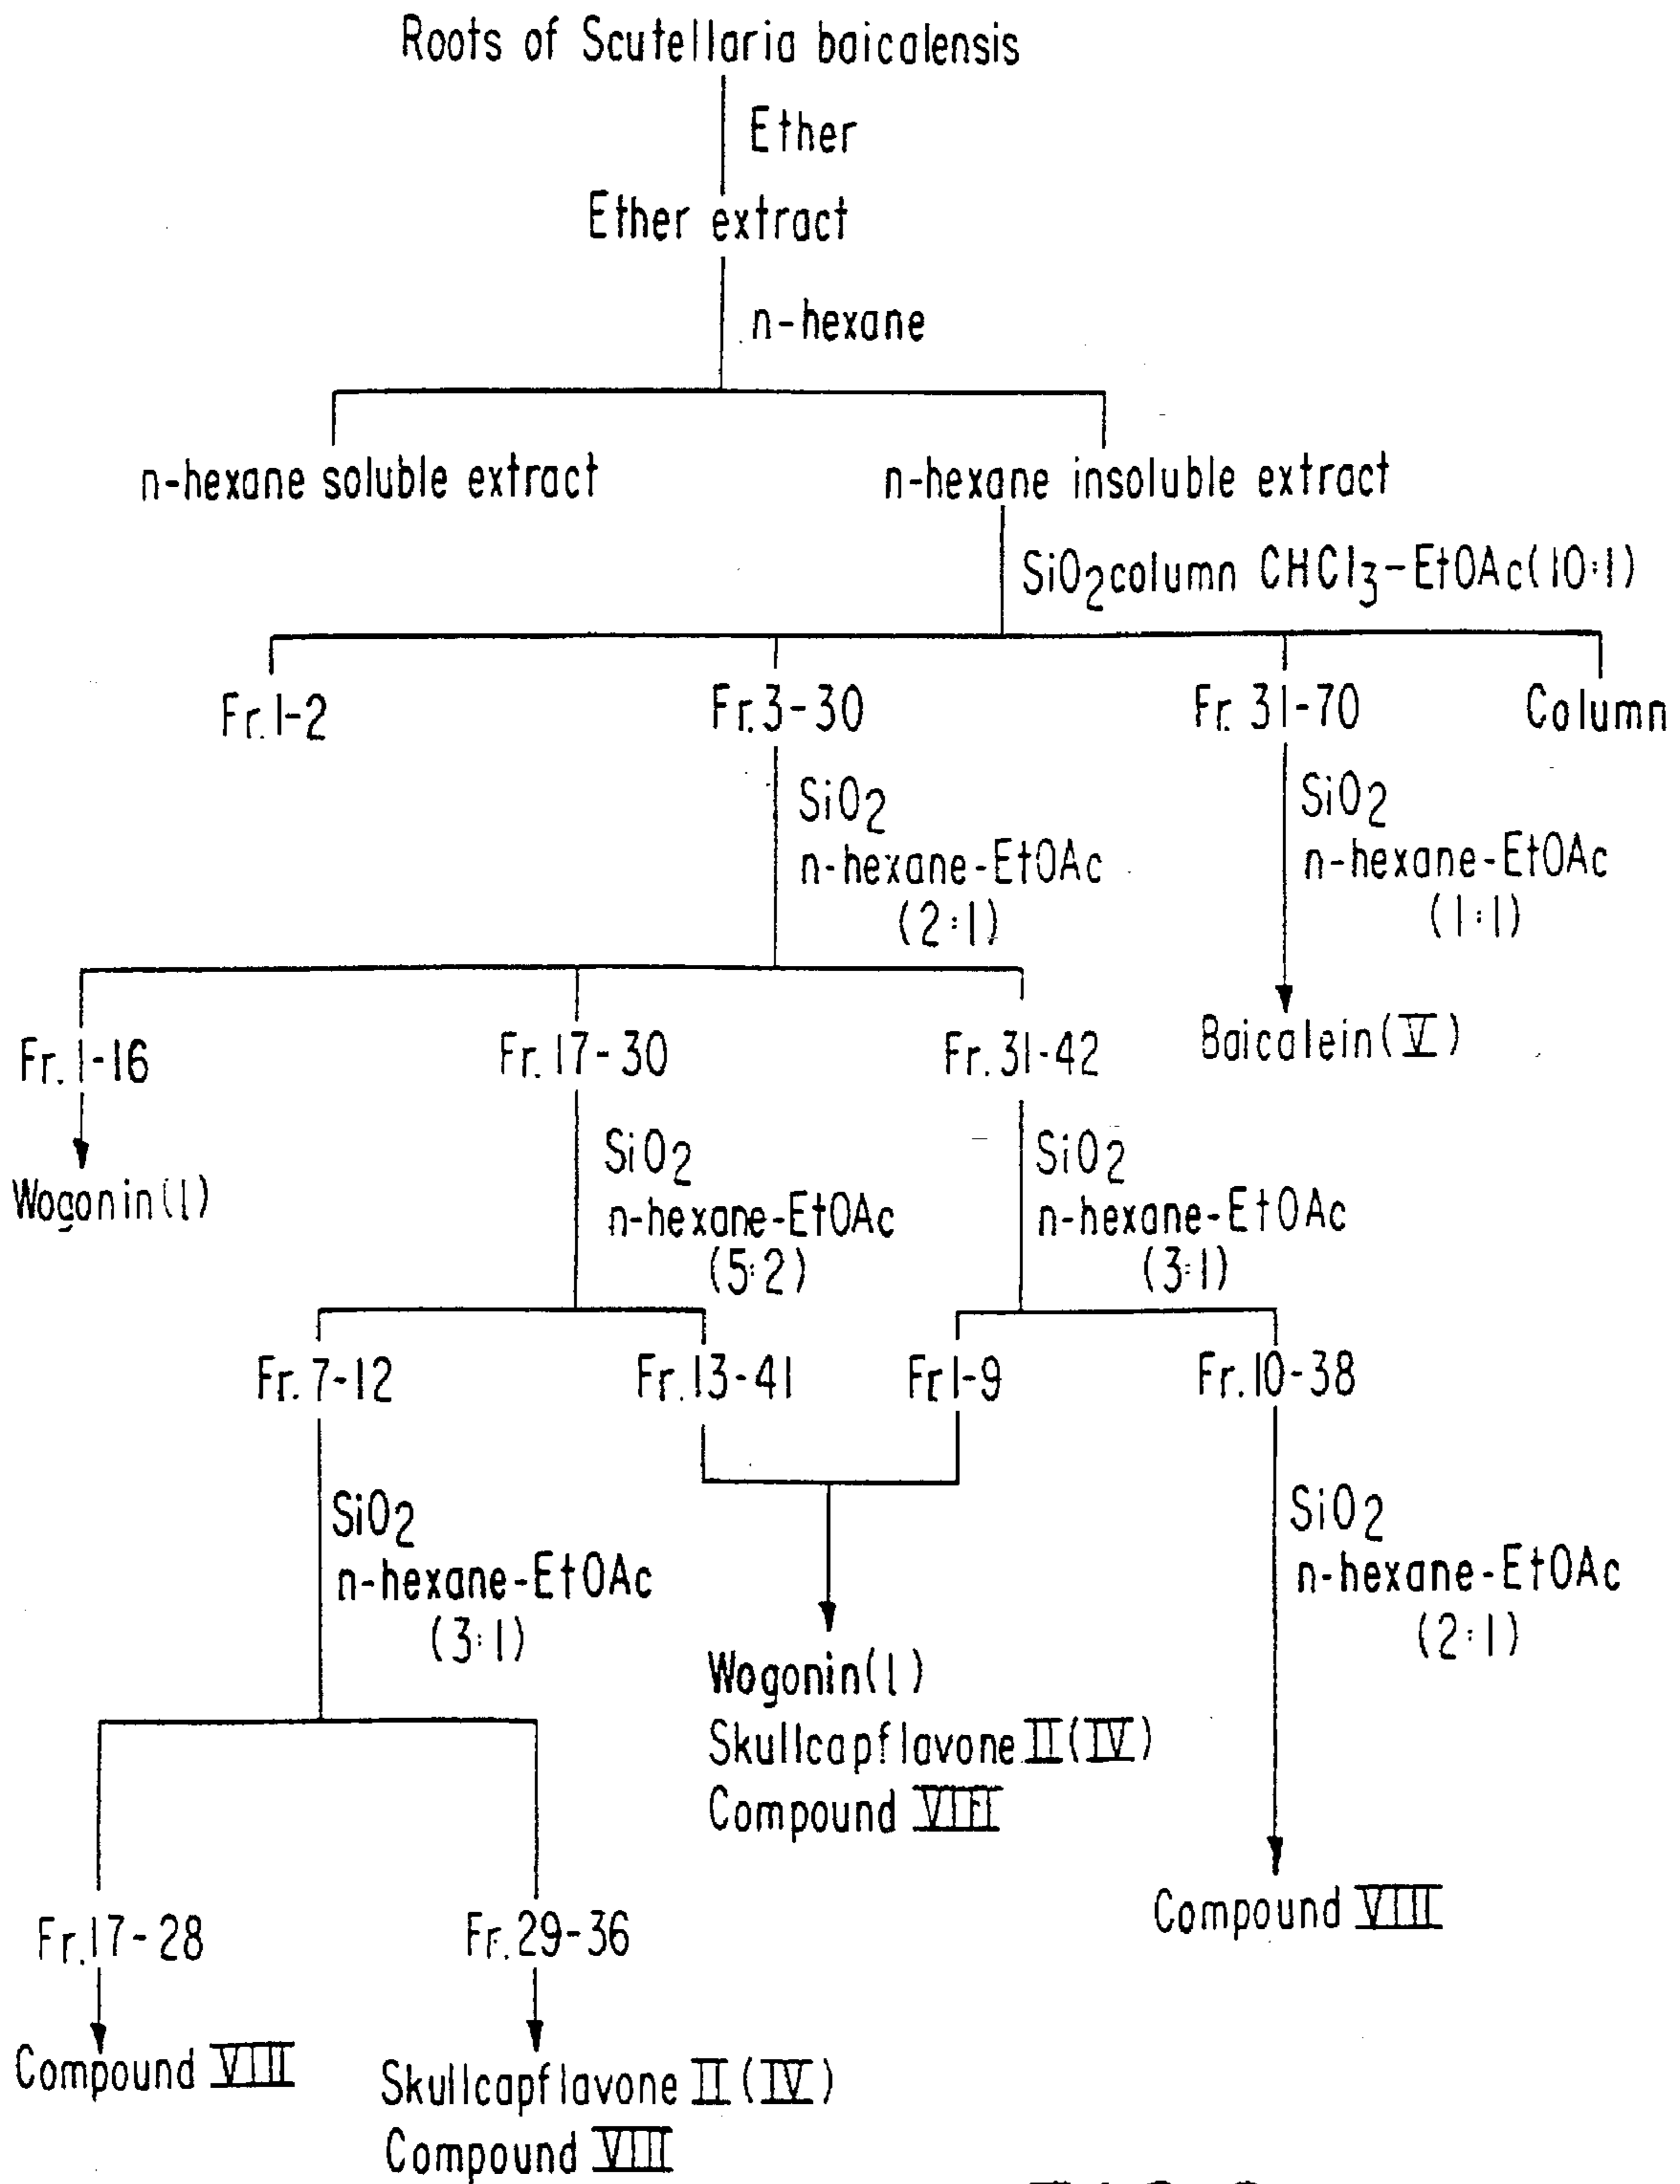 Roots of Scutellaria baicalensis
Ether
Ether extract
n-hexane
n-hexane soluble extract
n-hexane insoluble extract
SiO2column CHCl3-EtOAc(10:1)
Fr.1-2
Fr.3-30
Fr. 31-70
Column
SiO2
n-hexane-EtOAc
(2:1)
SiO2
n-hexane-EtOAc
(1:1)
Fr.1-16
Fr.17-30
Fr.31-42
Baicalein(V)
Wogonin(I)
SiO2
n-hexane-EtOAc
(5:2)
SiO2
n-hexane-EtOAc
(3:1)
Fr.7-12
Fr.13-41
Fr1-9
Fr.10-38
SiO2
n-hexane-EtOAc
(3:1)
SiO2
n-hexane-EtOAc
(2:1)
Wogonin(I)
Skullcapflavone II(IV)
Compound VIII
Compound VIII
Fr.17-28
Fr.29-36
Compound VIII
Skullcapflavone II(IV)
Compound VIII